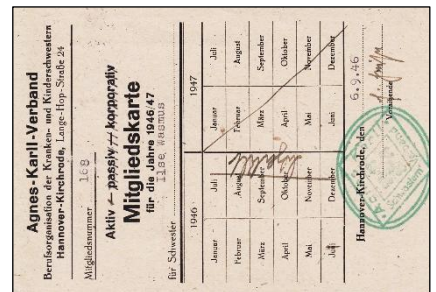 Agnes-Karll-Verband
Berufsorganisation der Kranken- und Kinderschwestern
Hannover-Kirchrode, Lange-Hop-Straße 24
Mitgliedsnummer 168
Aktiv — passiv — korporativ
Mitgliedskarte
für die Jahre 1946/47
für Schwester Ilse Wasmus
1946
Januar Juli
Februar August
März September
April Oktober
Mai November
Juni Dezember
1947
Januar Juli
Februar August
März September
April Oktober
Mai November
Juni Dezember
Hannover-Kirchrode, den 6.9.46
Vorsitzende